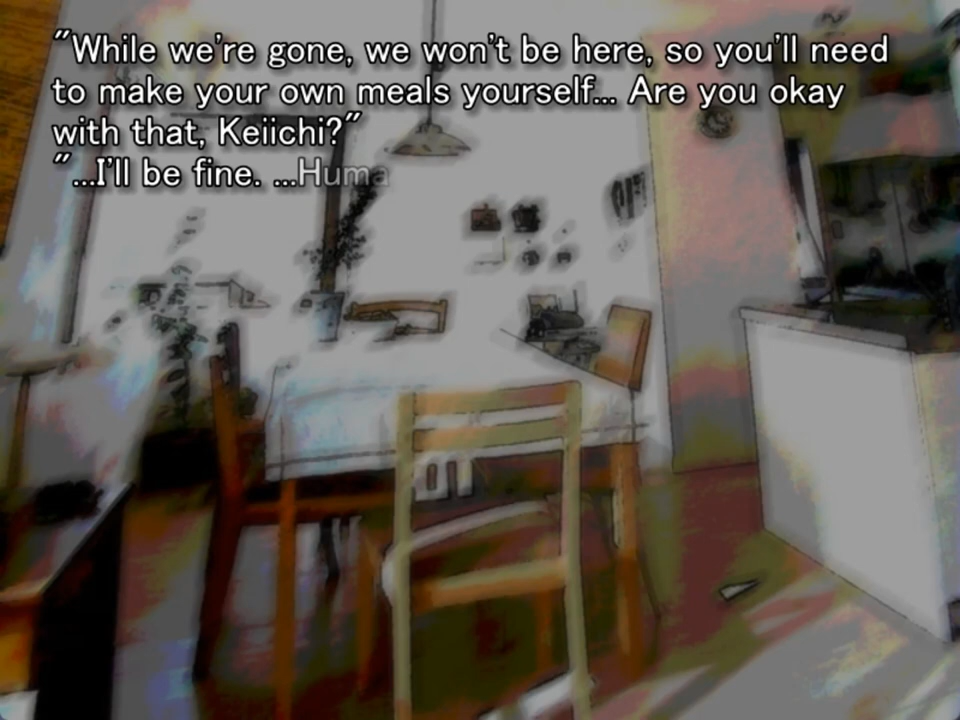 "While we're gone, we won't be here, so you'll need
to make your own meals yourself... Are you okay
with that, Keiichi?"
"...I'll be fine. ...Huma